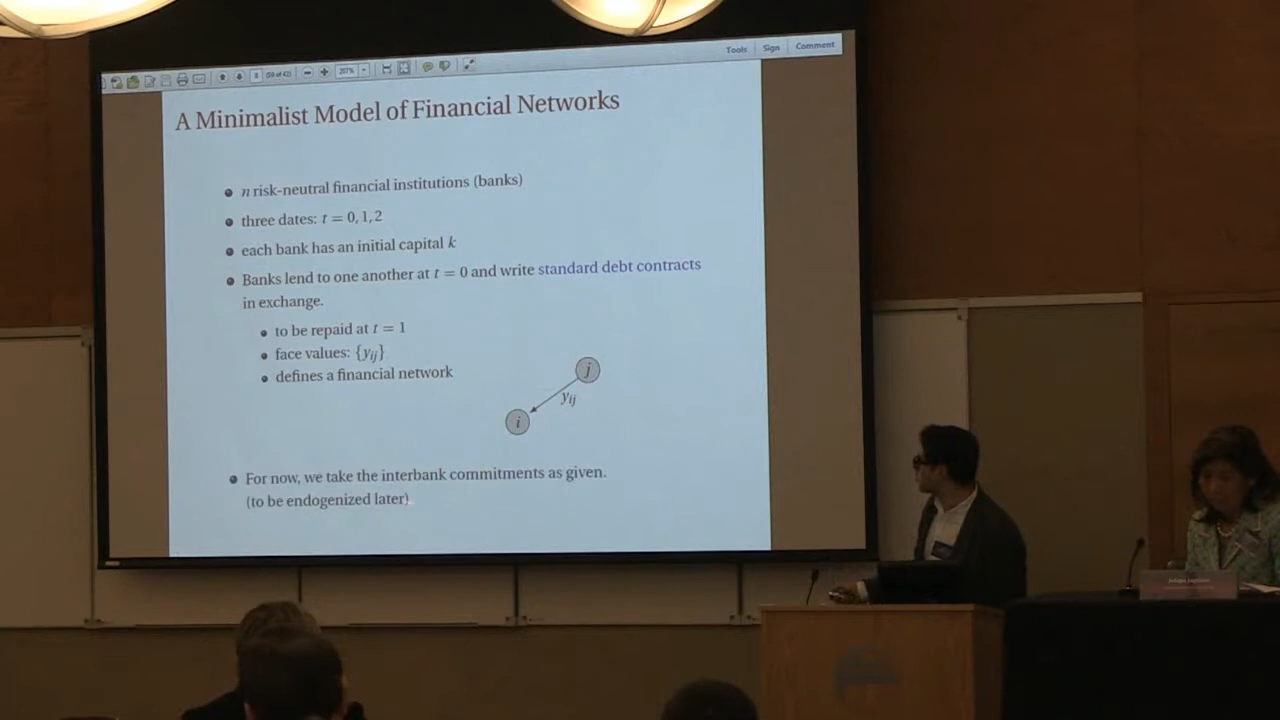 Tools Sign Comment
A Minimalist Model of Financial Networks
n risk-neutral financial institutions (banks)
three dates: t = 0, 1, 2
each bank has an initial capital k
Banks lend to one another at t = 0 and write standard debt contracts
in exchange.
to be repaid at t = 1
face values: {yij}
defines a financial network
j
yij
i
For now, we take the interbank commitments as given.
(to be endogenized later)